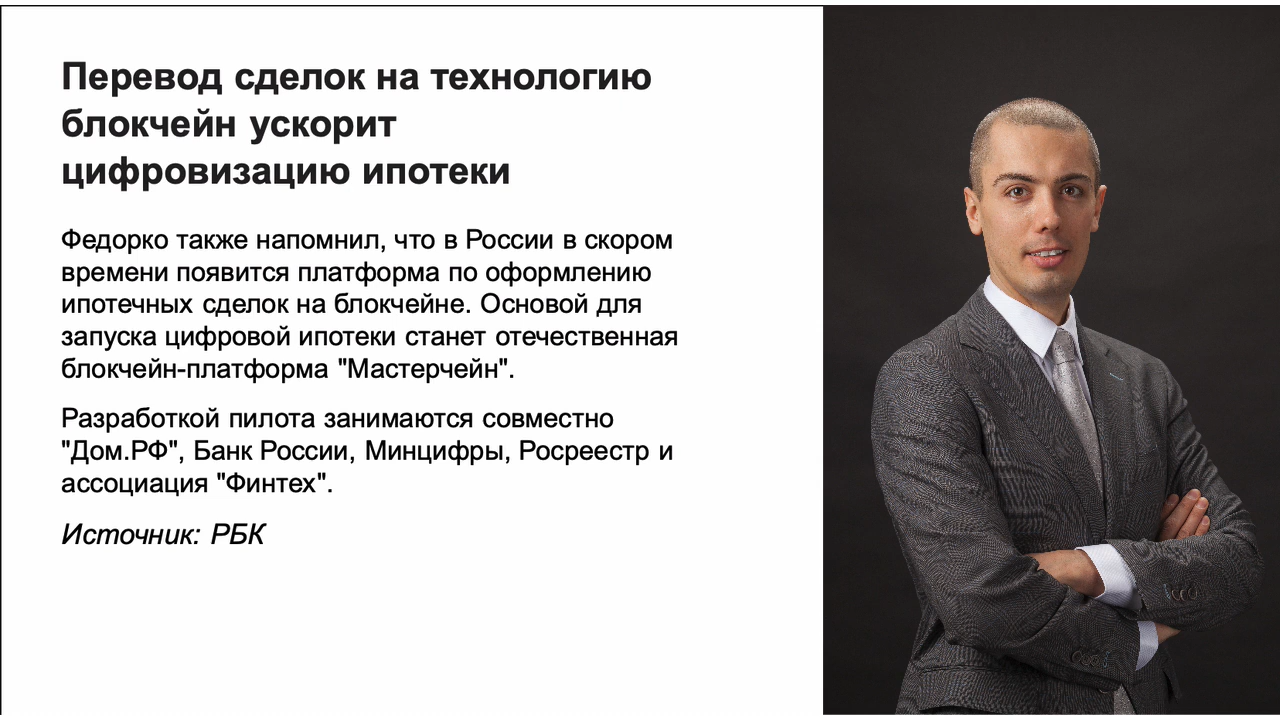 Перевод сделок на технологию
блокчейн ускорит
цифровизацию ипотеки
Федорко также напомнил, что в России в скором
времени появится платформа по оформлению
ипотечных сделок на блокчейне. Основой для
запуска цифровой ипотеки станет отечественная
блокчейн-платформа "Мастерчейн".
Разработкой пилота занимаются совместно
"Дом.РФ", Банк России, Минцифры, Росреестр и
ассоциация "Финтех".
Источник: РБК